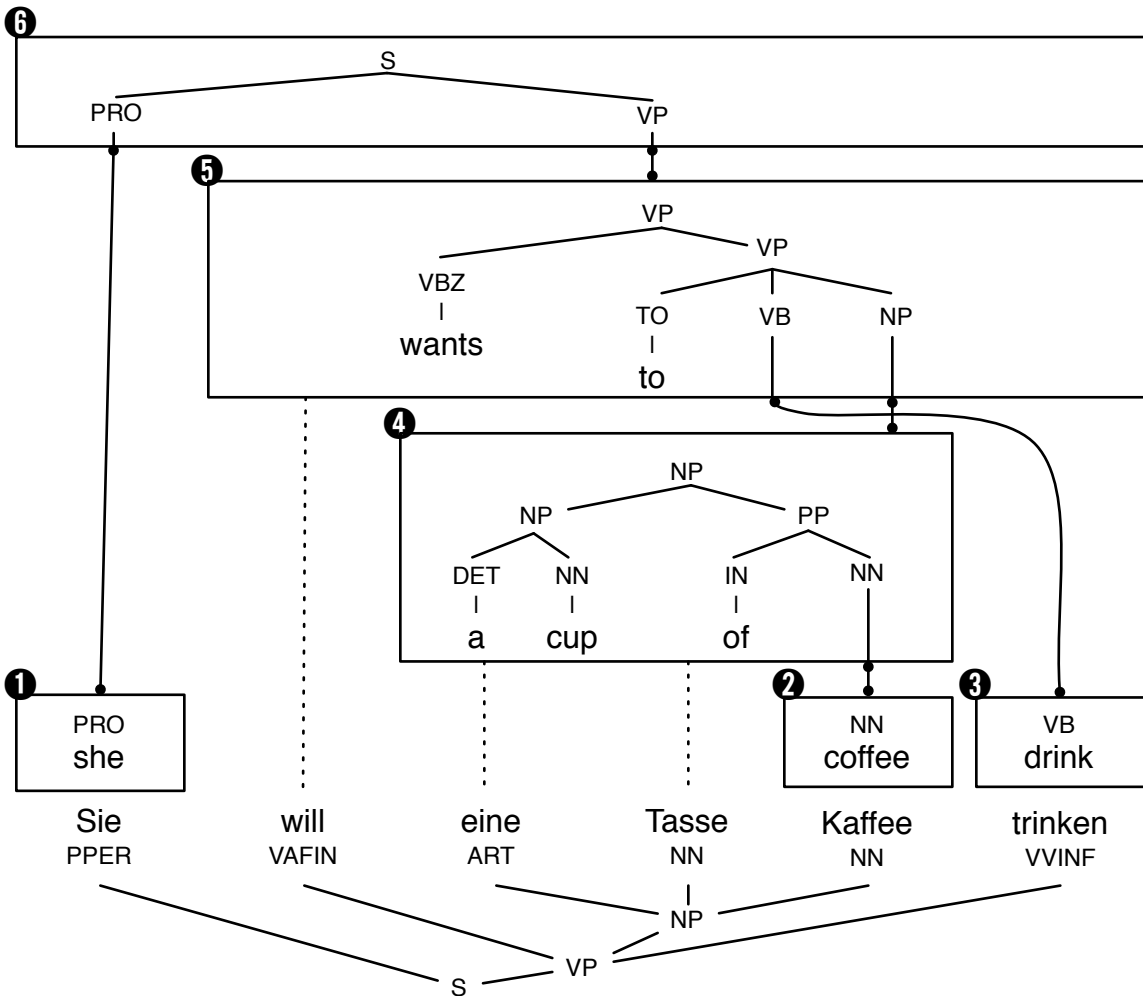 6
S
PRO VP
5
VP
VP
VBZ
TO VB NP
wants
to
4
NP
NP PP
DET NN IN NN
a cup of
1 2 3
PRO NN VB
she coffee drink
Sie will eine Tasse Kaffee trinken
PPER VAFIN ART NN NN VVINF
NP
VP
S